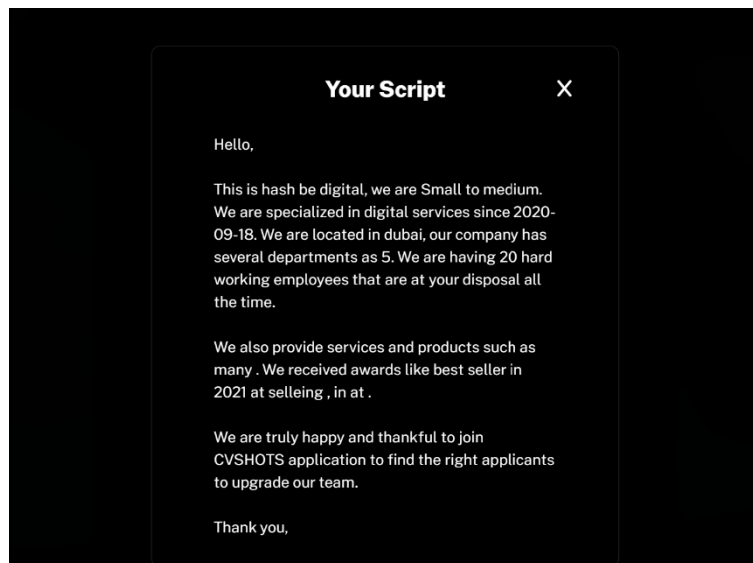 Your Script X
Hello,
This is hash be digital, we are Small to medium.
We are specialized in digital services since 2020-
09-18. We are located in dubai, our company has
several departments as 5. We are having 20 hard
working employees that are at your disposal all
the time.
We also provide services and products such as
many . We received awards like best seller in
2021 at selleing , in at .
We are truly happy and thankful to join
CVSHOTS application to find the right applicants
to upgrade our team.
Thank you,